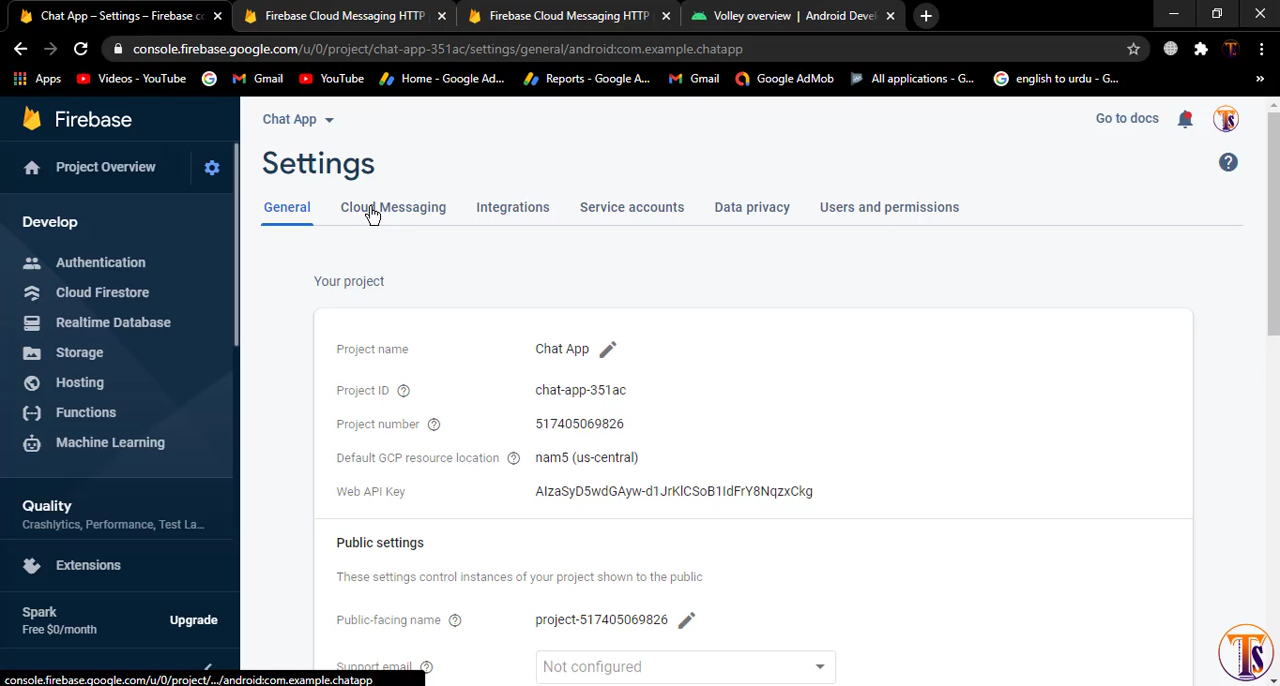 Chat App – Settings – Firebase co
Firebase Cloud Messaging HTTP
Firebase Cloud Messaging HTTP
Volley overview | Android Devel
console.firebase.google.com/u/0/project/chat-app-351ac/settings/general/android:com.example.chatapp
Apps
Videos - YouTube
Gmail
YouTube
Home - Google Ad...
Reports - Google A...
Gmail
Google AdMob
All applications - G...
english to urdu - G...
»
Firebase
Chat App
Go to docs
Settings
Project Overview
General
Cloud Messaging
Integrations
Service accounts
Data privacy
Users and permissions
Develop
Authentication
Cloud Firestore
Realtime Database
Storage
Hosting
Functions
Machine Learning
Quality
Crashlytics, Performance, Test La...
Extensions
Spark
Free $0/month
Upgrade
Your project
Project name
Chat App
Project ID
chat-app-351ac
Project number
517405069826
Default GCP resource location
nam5 (us-central)
Web API Key
AIzaSyD5wdGAyw-d1JrKlCSoB1IdFrY8NqzxCkg
Public settings
These settings control instances of your project shown to the public
Public-facing name
project-517405069826
Support email
Not configured
console.firebase.google.com/u/0/project/.../android:com.example.chatapp
TS